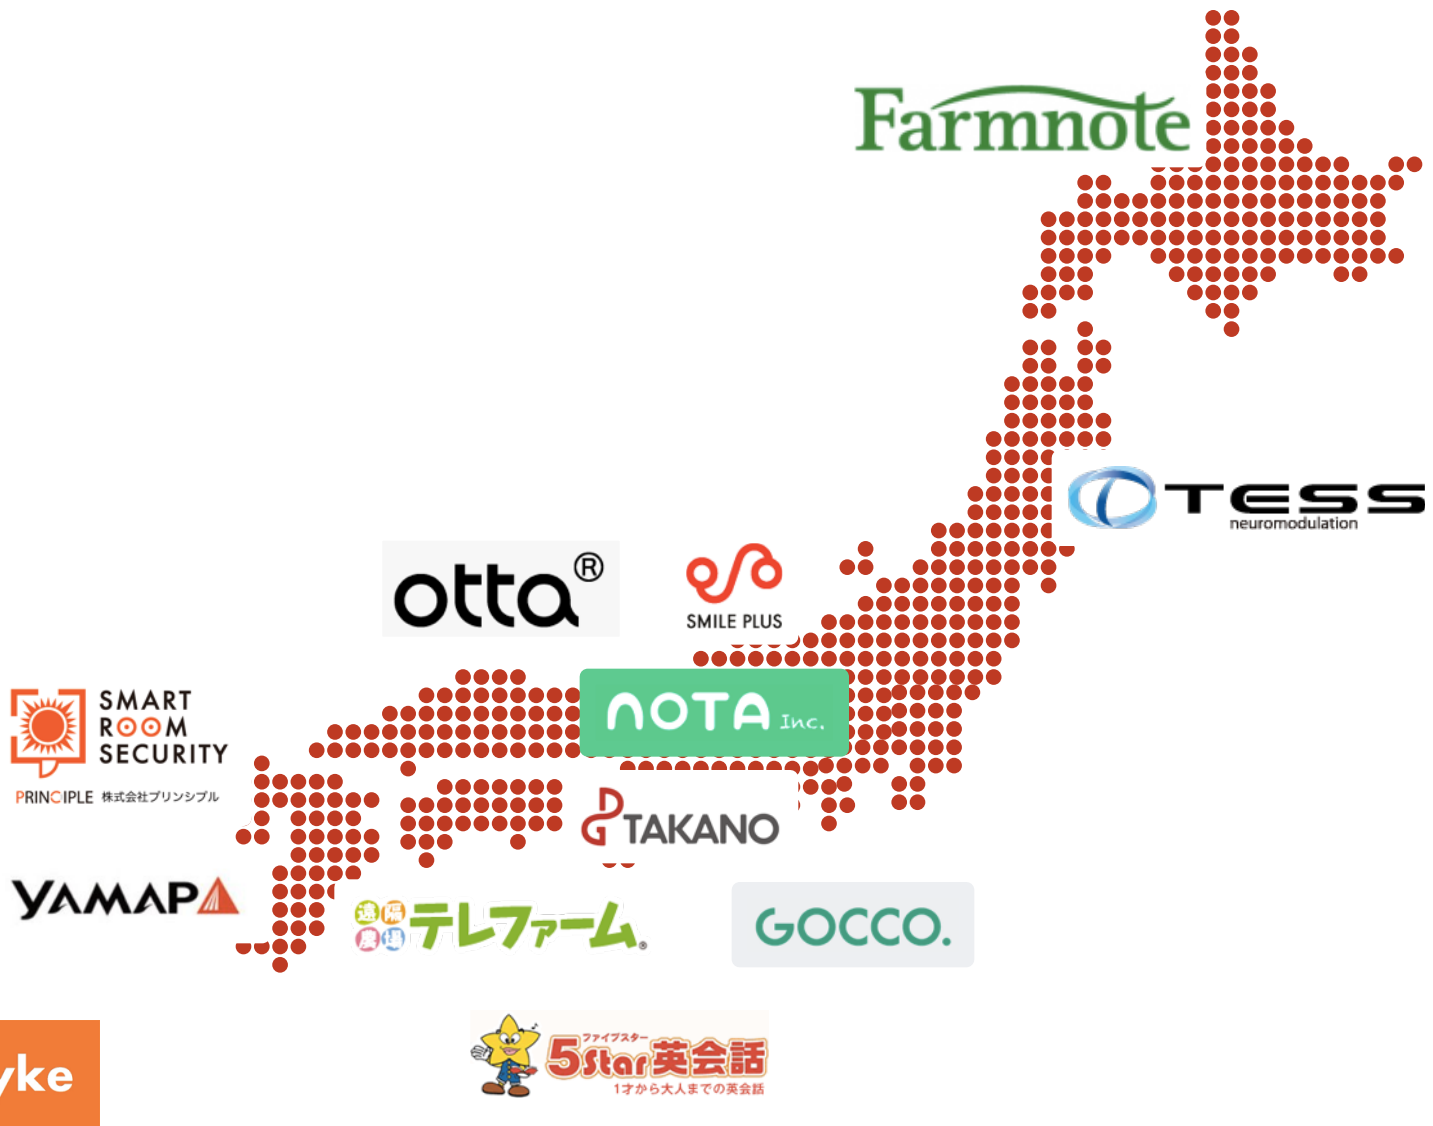 Farmnote
TESS
neuromodulation
otta®
SMILE PLUS
SMART
ROOM
SECURITY
PRINCIPLE 株式会社プリンシプル
NOTA Inc.
DG TAKANO
YAMAP
遠隔
農場
テレファーム®
GOCCO.
ファイブスター
5Star英会話
1才から大人までの英会話
yke